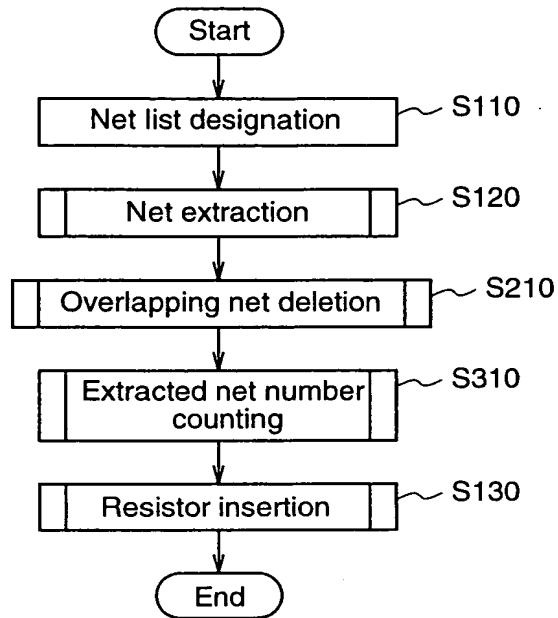 Start
Net list designation
S110
Net extraction
S120
Overlapping net deletion
S210
Extracted net number
counting
S310
Resistor insertion
S130
End